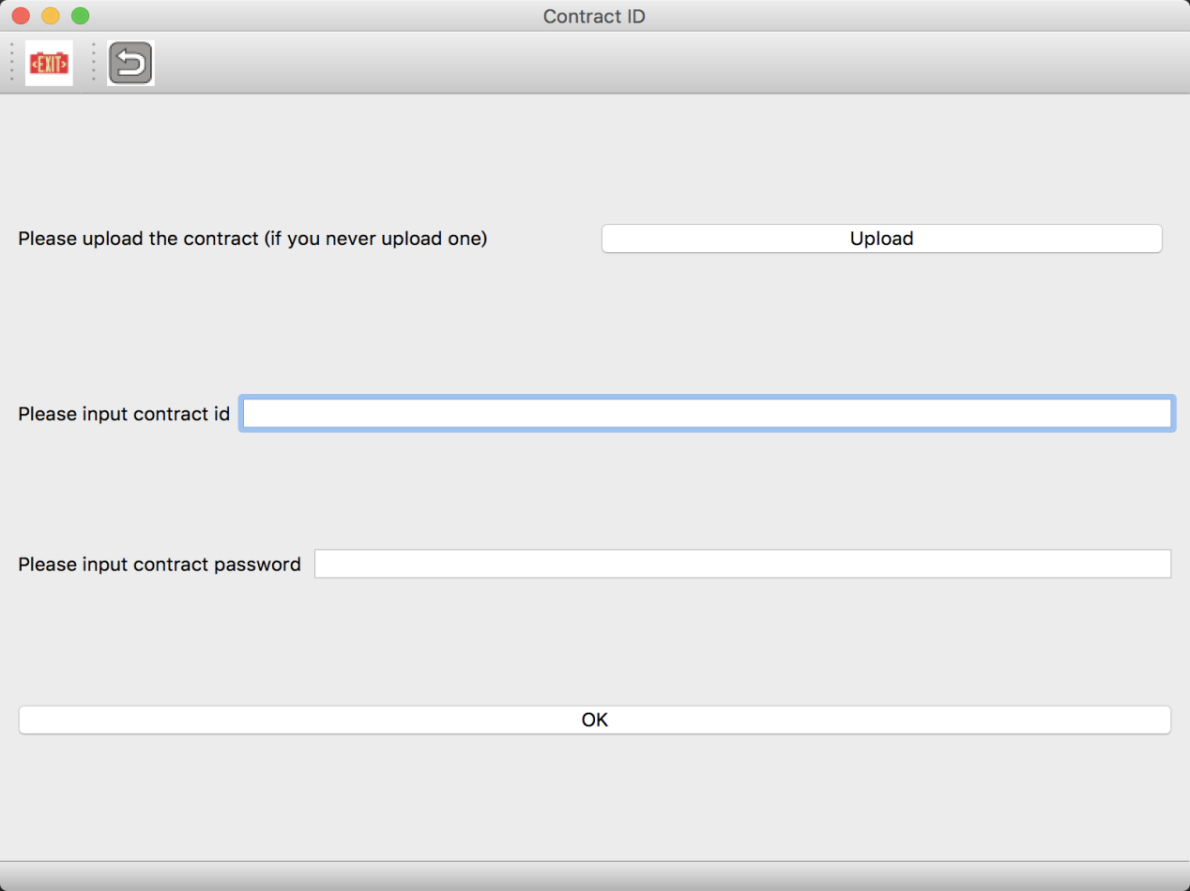 Contract ID
‹EXIT›
Please upload the contract (if you never upload one) Upload
Please input contract id
Please input contract password
OK